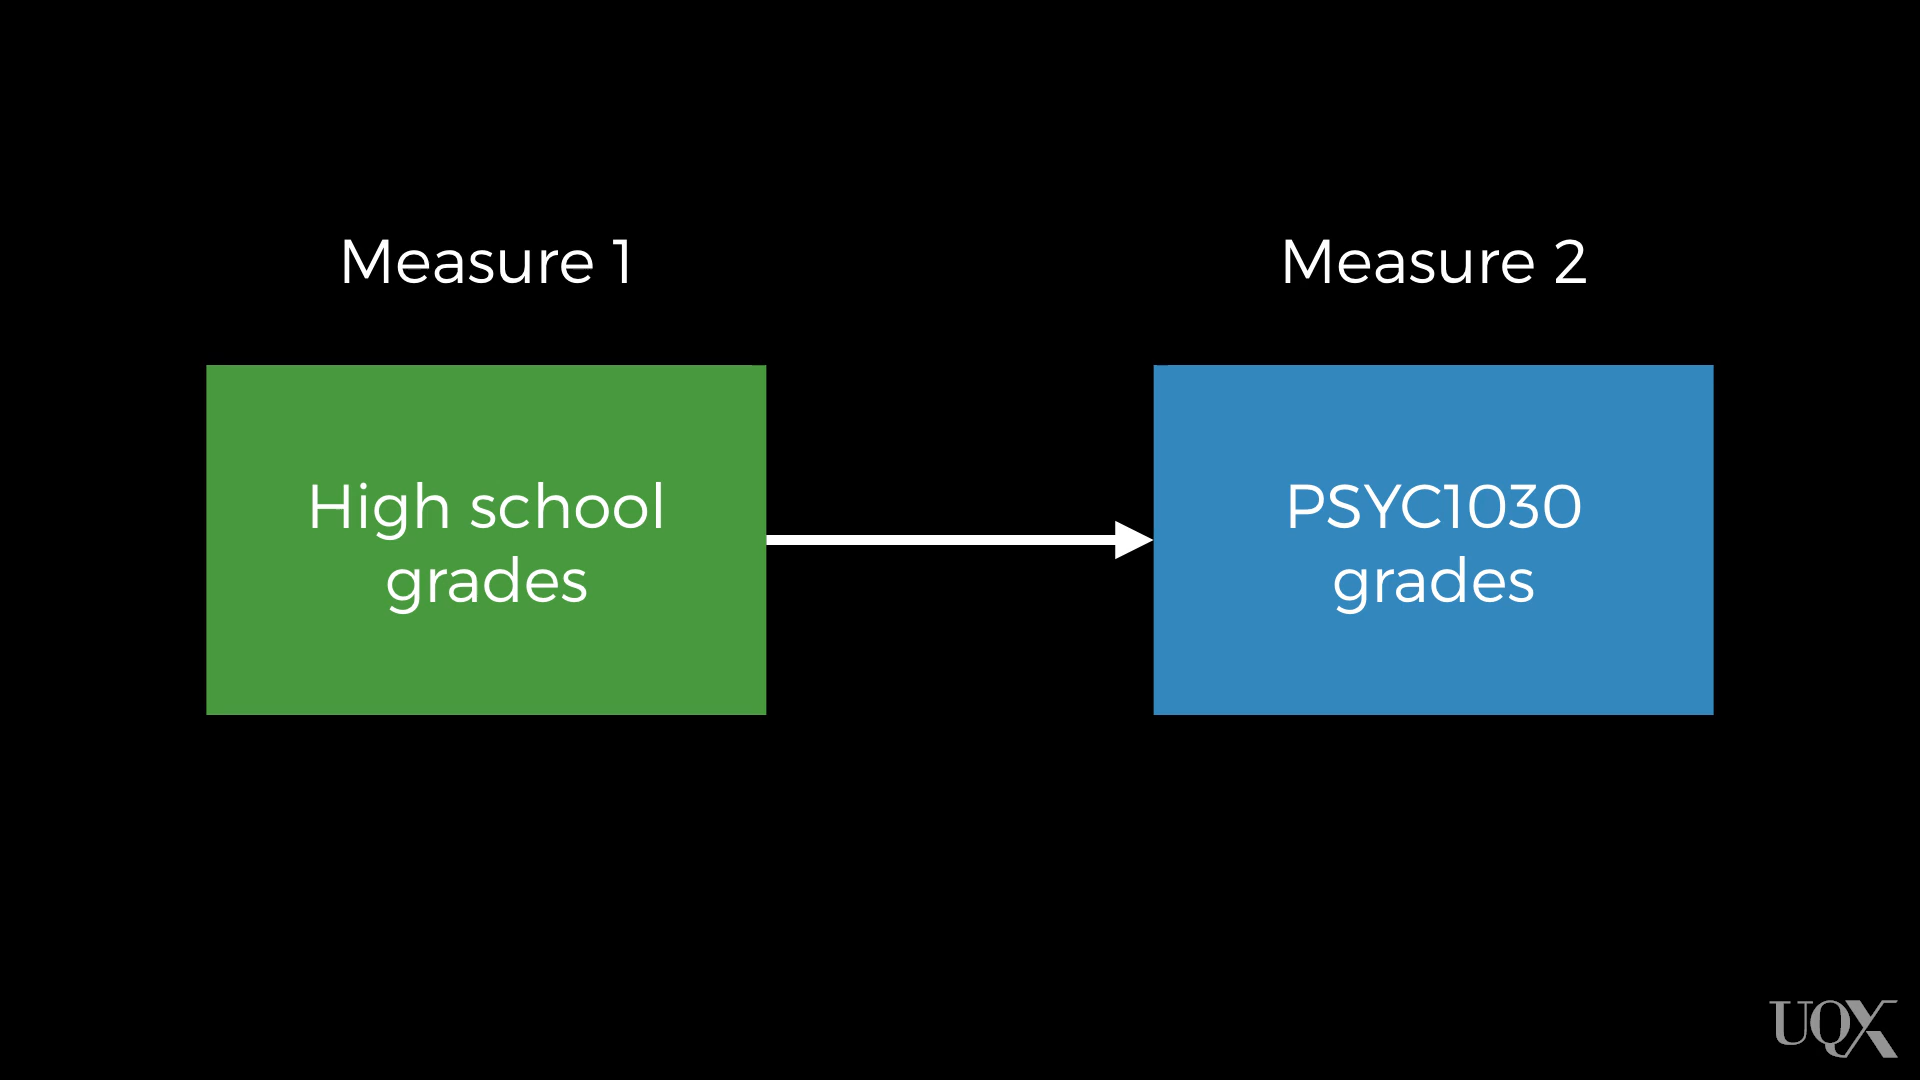 Measure 1
Measure 2
High school
grades
PSYC1030
grades
UQX